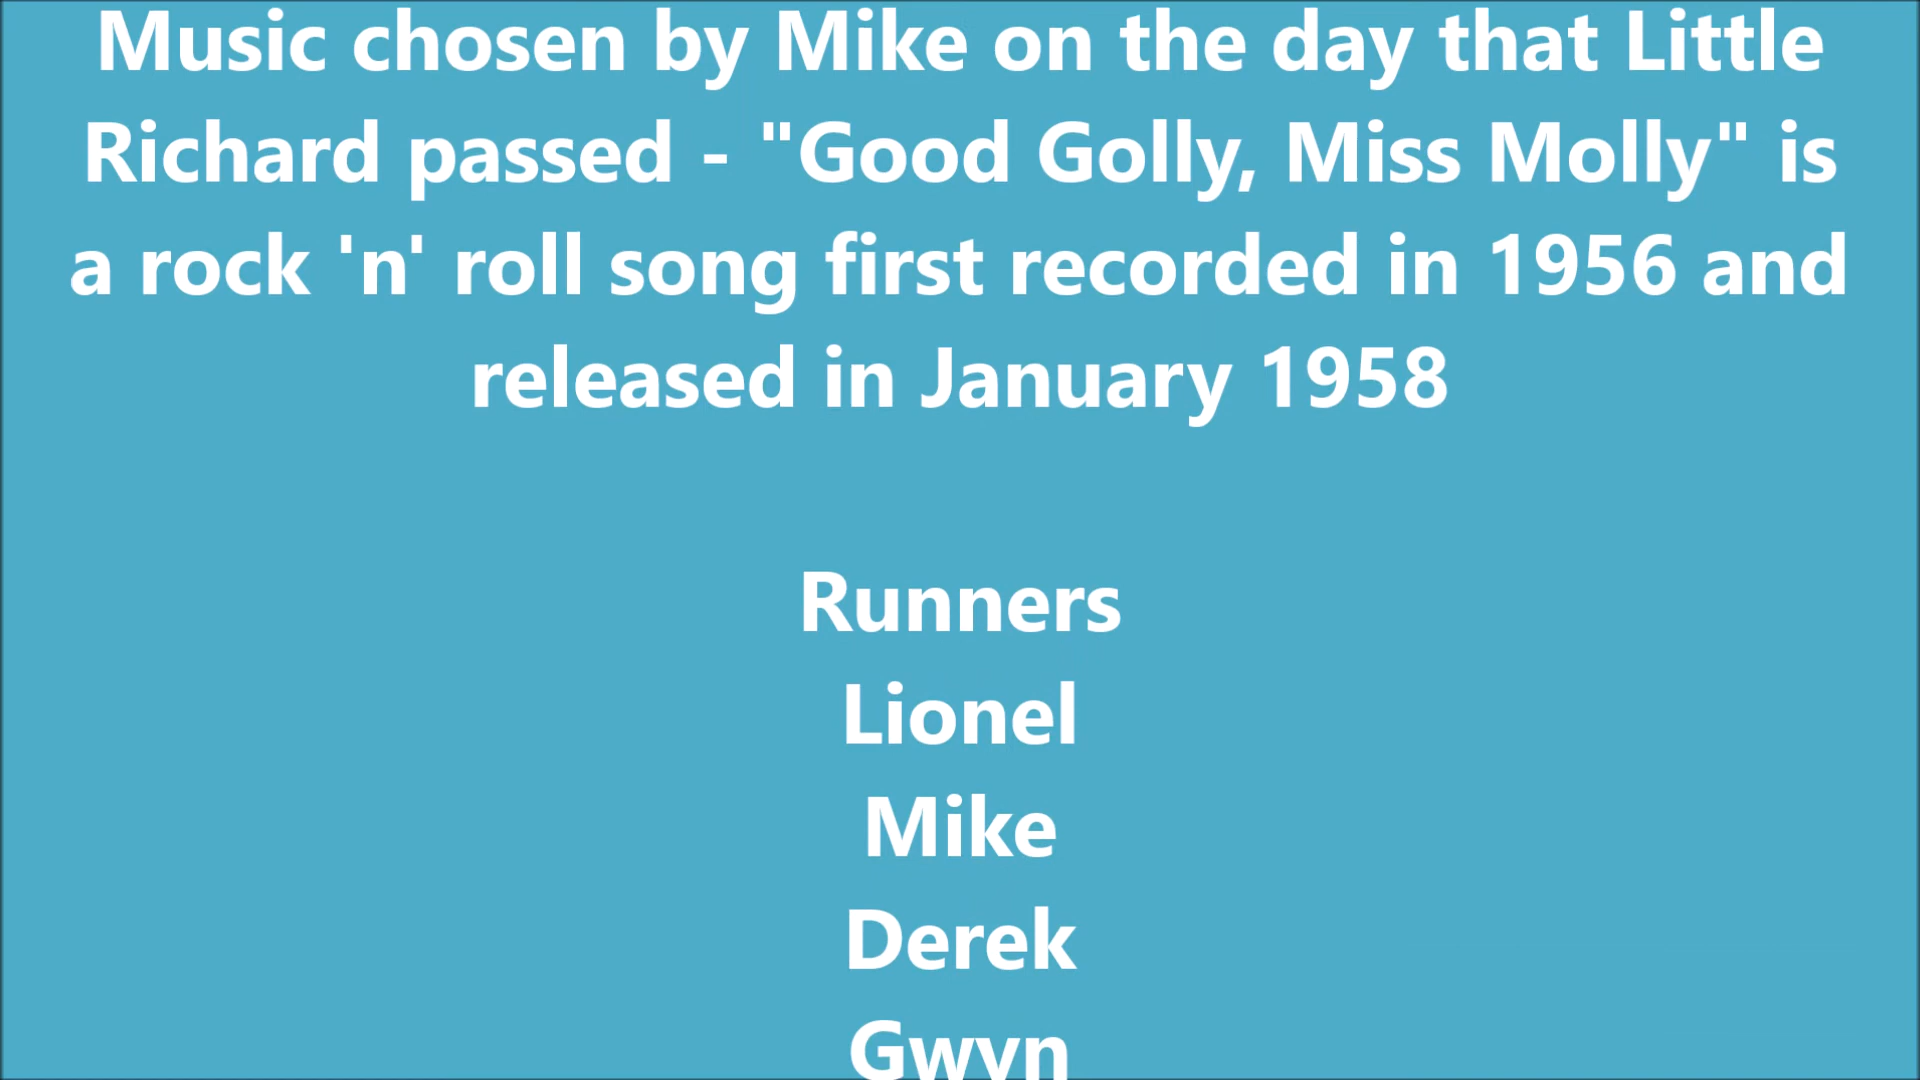 Music chosen by Mike on the day that Little
Richard passed - "Good Golly, Miss Molly" is
a rock 'n' roll song first recorded in 1956 and
released in January 1958
Runners
Lionel
Mike
Derek
Gwyn